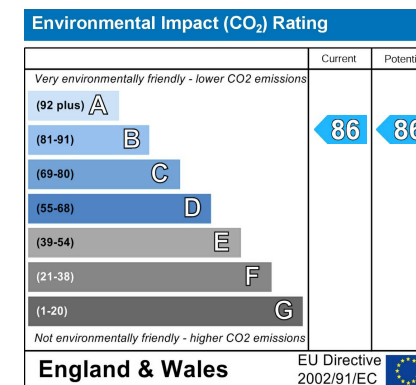 Environmental Impact (CO₂) Rating
Current Potenti
Very environmentally friendly - lower CO2 emissions
(92 plus) A
(81-91) B
86 86
(69-80) C
(55-68) D
(39-54) E
(21-38) F
(1-20) G
Not environmentally friendly - higher CO2 emissions
England & Wales
EU Directive
2002/91/EC